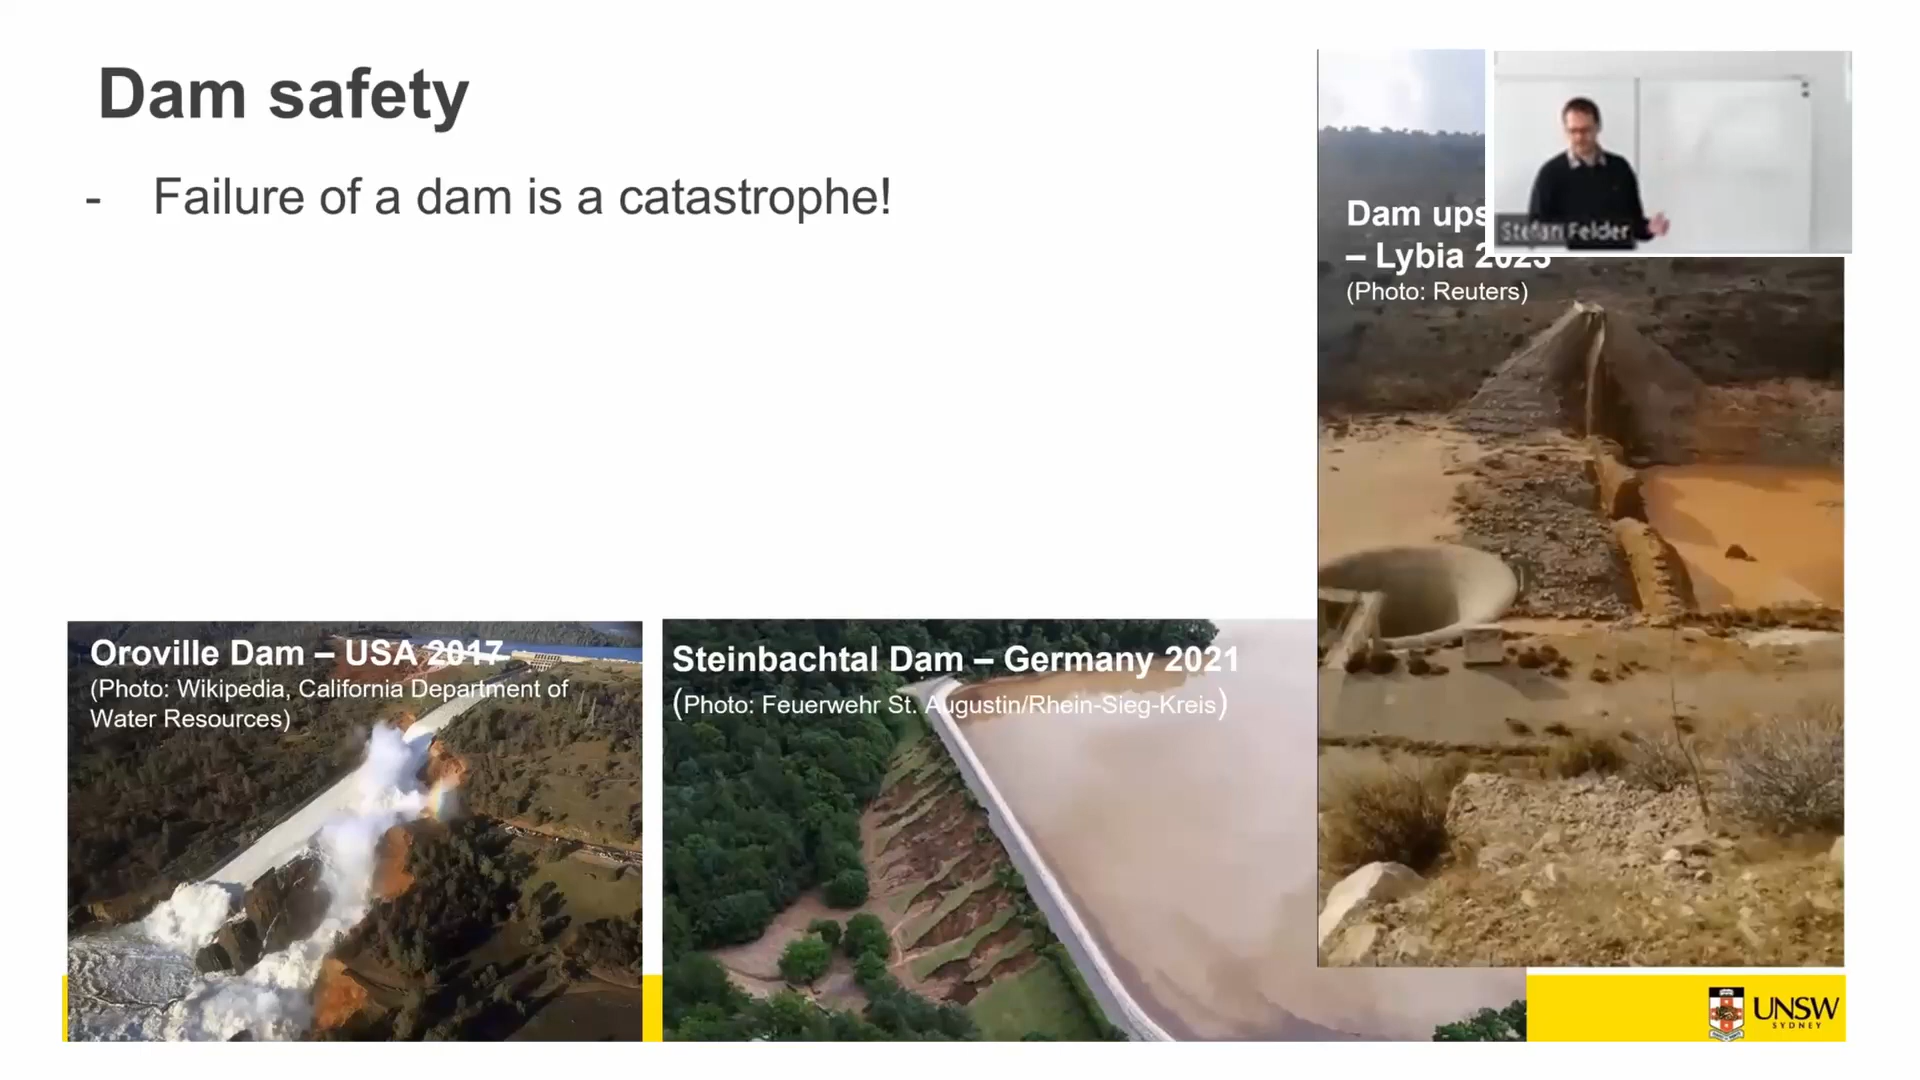 Dam safety
- Failure of a dam is a catastrophe!
Dam ups
– Lybia 2023
(Photo: Reuters)
Stefan Felder
Oroville Dam – USA 2017
(Photo: Wikipedia, California Department of
Water Resources)
Steinbachtal Dam – Germany 2021
(Photo: Feuerwehr St. Augustin/Rhein-Sieg-Kreis)
UNSW
SYDNEY